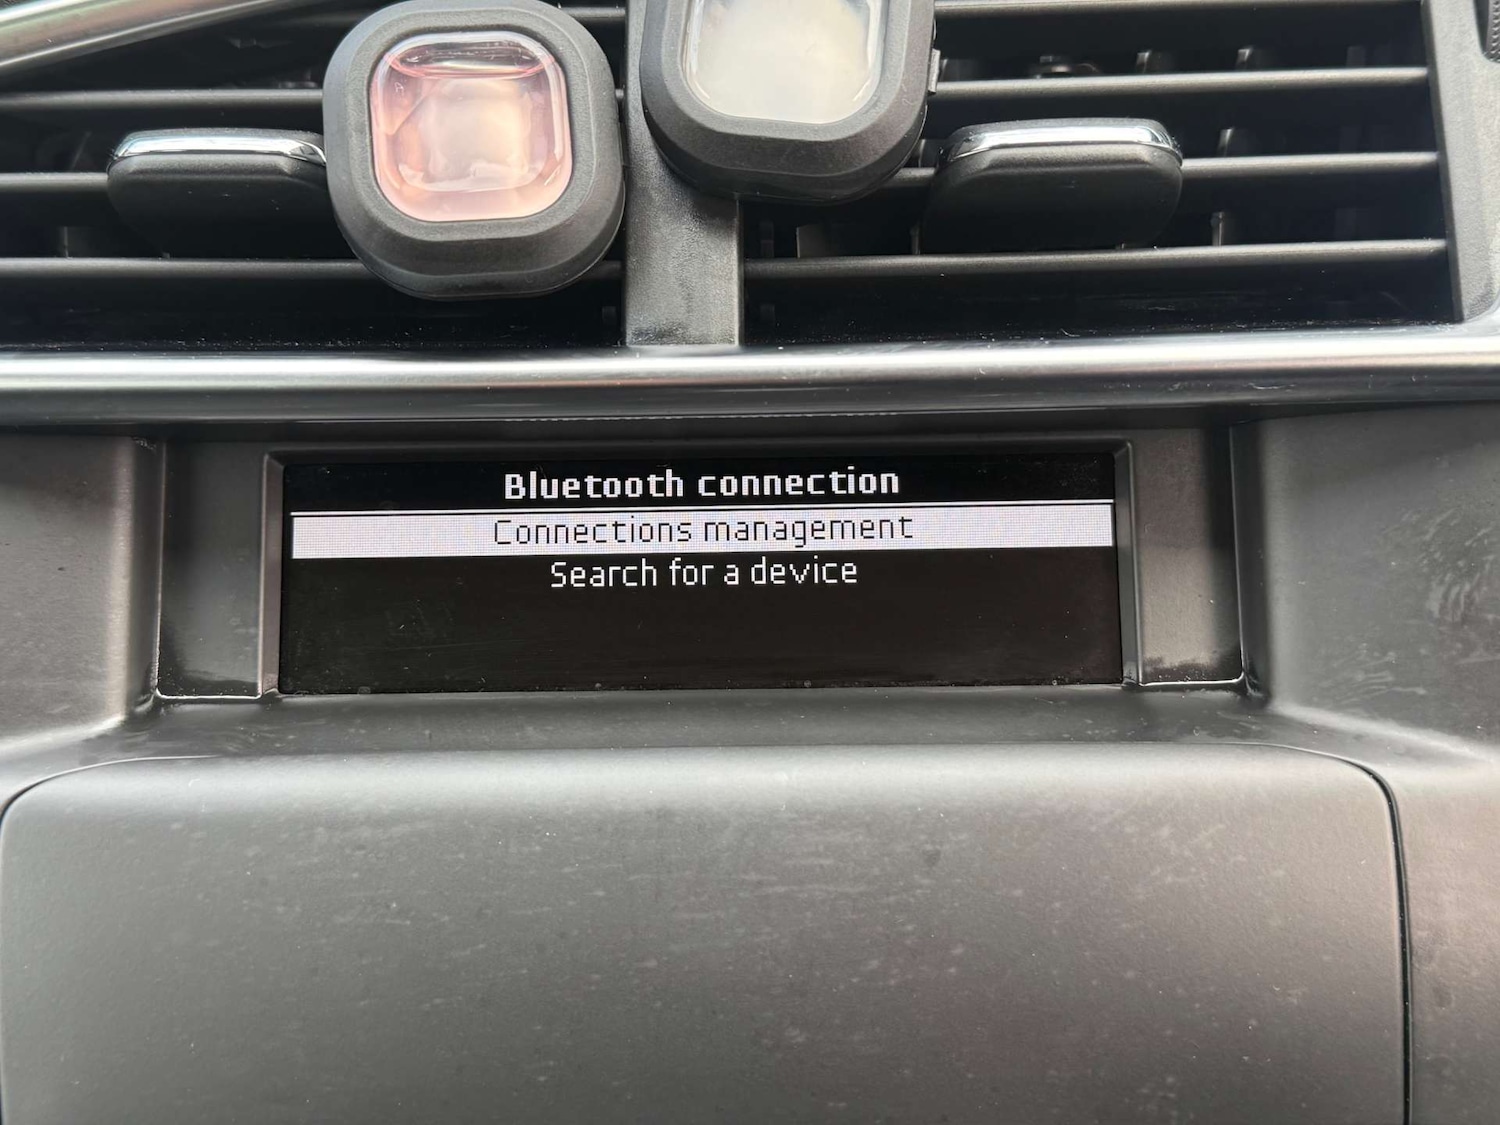 Bluetooth connection
Connections management
Search for a device